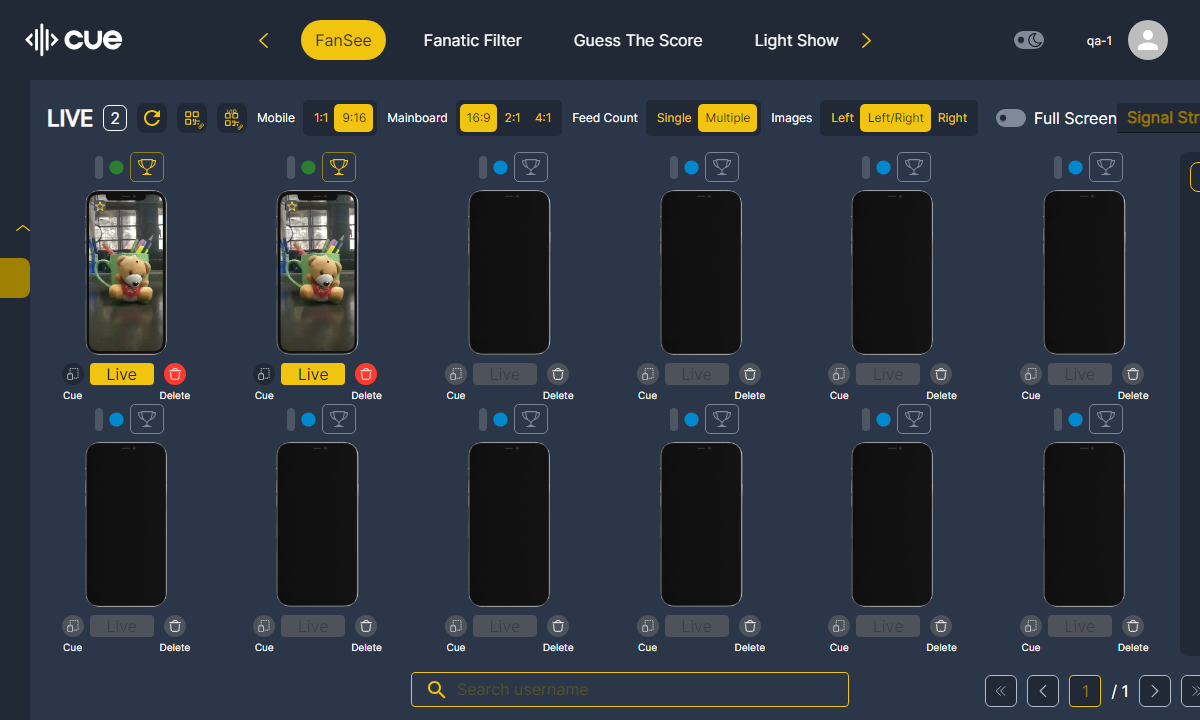 cue
FanSee
Fanatic Filter
Guess The Score
Light Show
qa-1
LIVE 2
Mobile 1:1 9:16
Mainboard 16:9 2:1 4:1
Feed Count Single Multiple
Images Left Left/Right Right
Full Screen
Signal Str
Live Live Live Live Live Live
Cue Delete Cue Delete Cue Delete Cue Delete Cue Delete Cue Delete
Live Live Live Live Live Live
Cue Delete Cue Delete Cue Delete Cue Delete Cue Delete Cue Delete
Search username
1 / 1